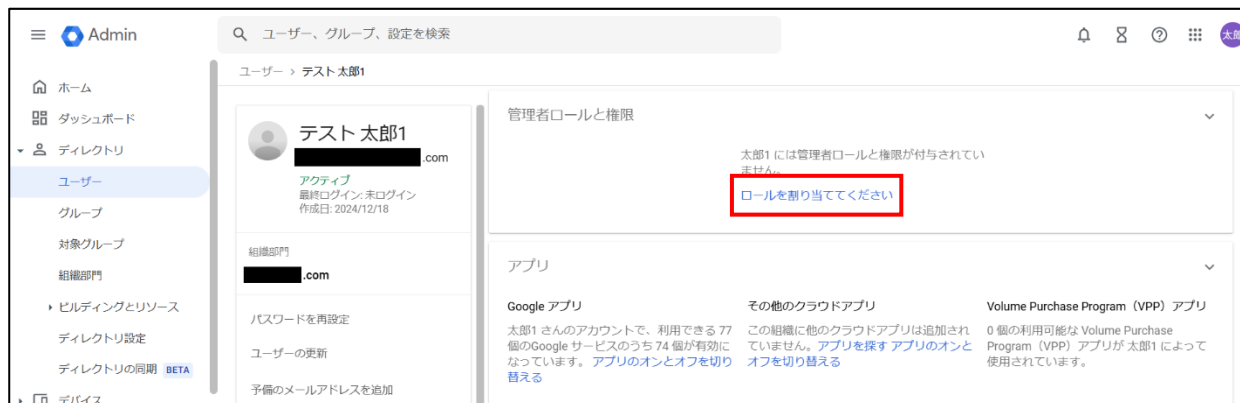 Admin
ユーザー、グループ、設定を検索
太郎
ユーザー > テスト 太郎1
ホーム
ダッシュボード
ディレクトリ
ユーザー
グループ
対象グループ
組織部門
ビルディングとリソース
ディレクトリ設定
ディレクトリの同期 BETA
デバイス
テスト 太郎1
.com
アクティブ
最終ログイン: 未ログイン
作成日: 2024/12/18
組織部門
.com
パスワードを再設定
ユーザーの更新
予備のメールアドレスを追加
管理者ロールと権限
太郎1 には管理者ロールと権限が付与されてい
ません。
ロールを割り当ててください
アプリ
Google アプリ
太郎1 さんのアカウントで、利用できる 77
個のGoogle サービスのうち 74 個が有効に
なっています。 アプリのオンとオフを切り
替える
その他のクラウドアプリ
この組織に他のクラウドアプリは追加され
ていません。アプリを探す アプリのオンと
オフを切り替える
Volume Purchase Program（VPP）アプリ
0 個の利用可能な Volume Purchase
Program（VPP）アプリが 太郎1 によって
使用されています。